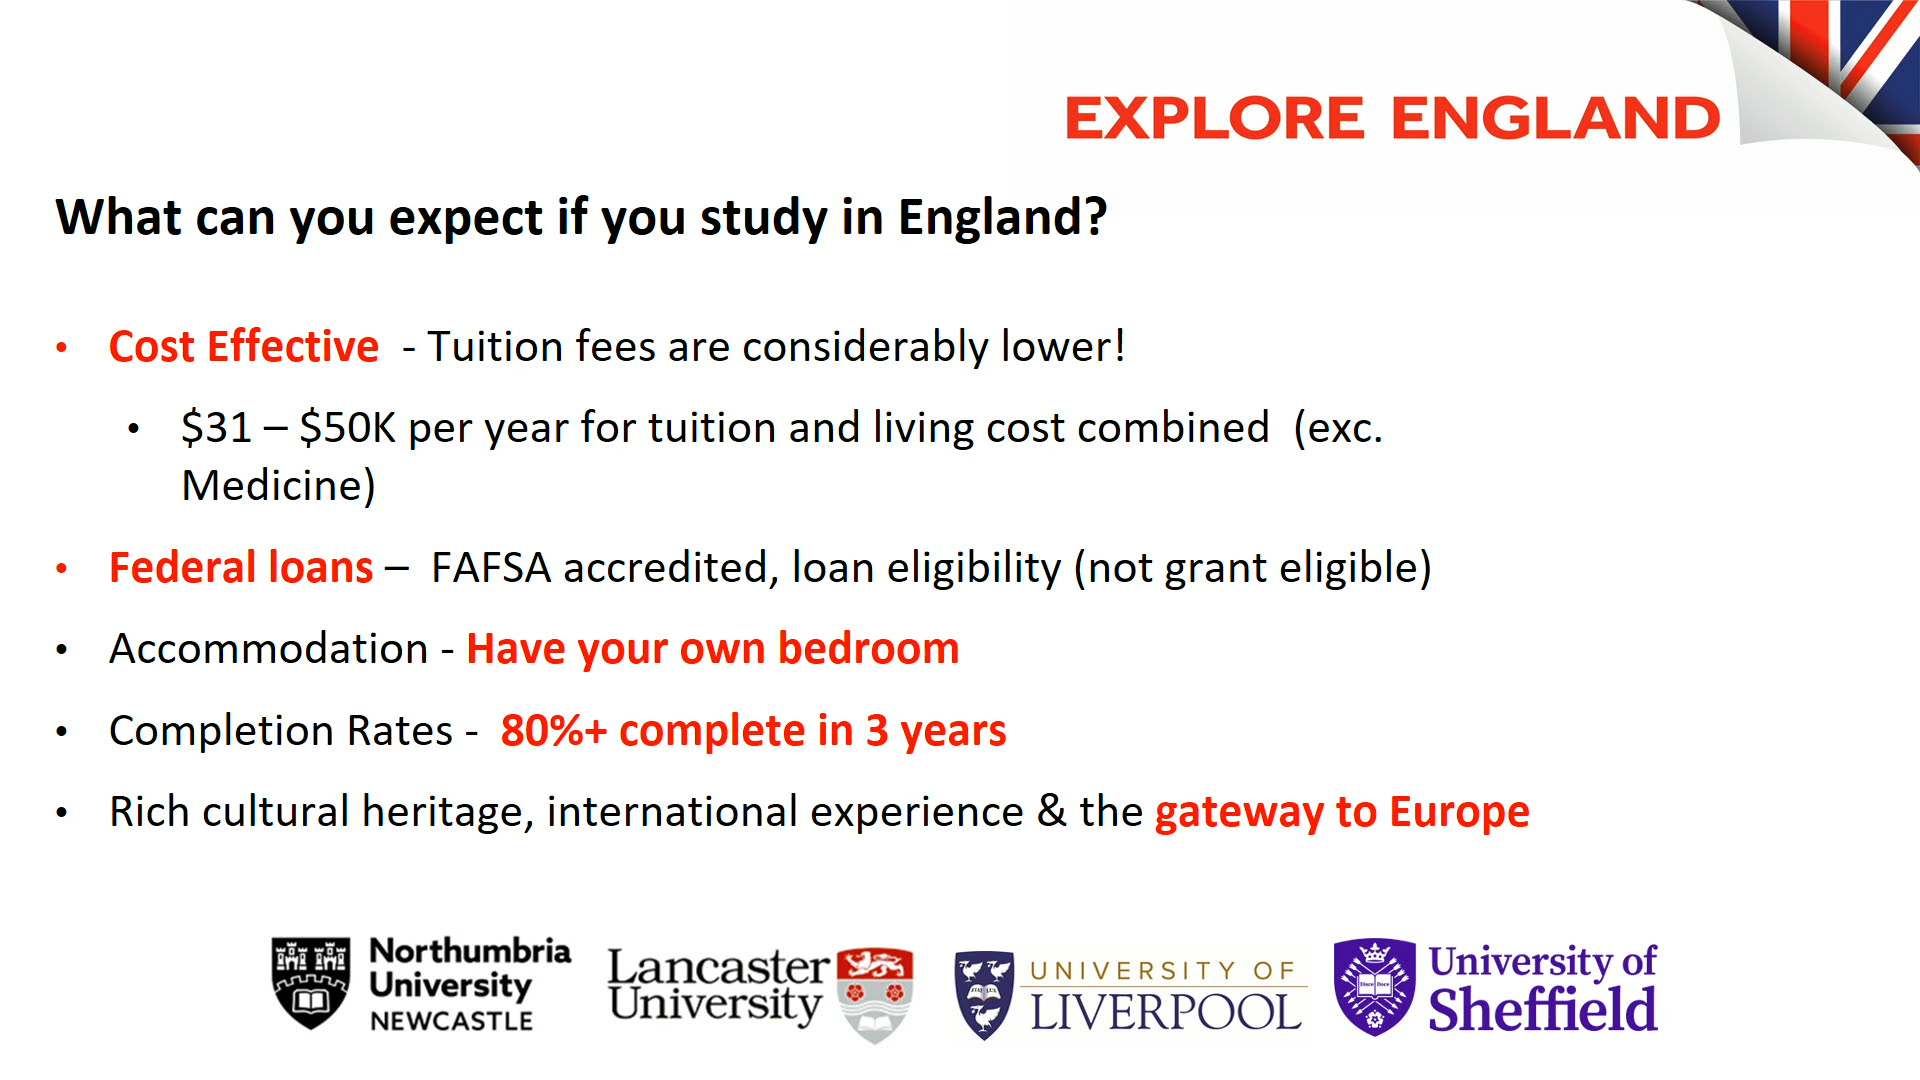 EXPLORE ENGLAND
What can you expect if you study in England?
• Cost Effective - Tuition fees are considerably lower!
• $31 – $50K per year for tuition and living cost combined (exc.
Medicine)
• Federal loans – FAFSA accredited, loan eligibility (not grant eligible)
• Accommodation - Have your own bedroom
• Completion Rates - 80%+ complete in 3 years
• Rich cultural heritage, international experience & the gateway to Europe
Northumbria
University
NEWCASTLE
Lancaster
University
UNIVERSITY OF
LIVERPOOL
Disce Doce
University of
Sheffield